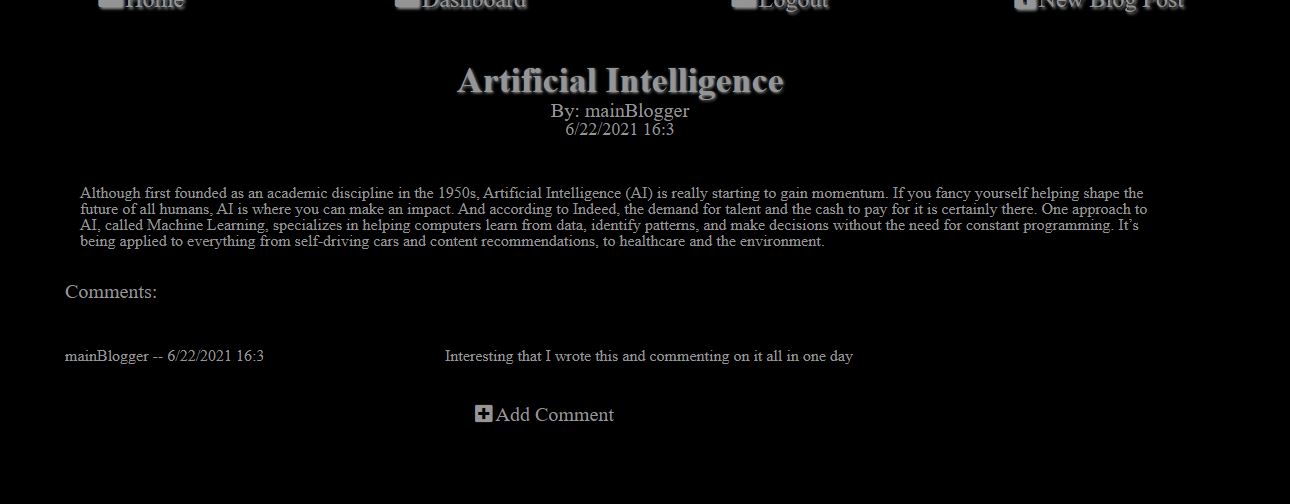 Home Dashboard Logout New Blog Post
Artificial Intelligence
By: mainBlogger
6/22/2021 16:3
Although first founded as an academic discipline in the 1950s, Artificial Intelligence (AI) is really starting to gain momentum. If you fancy yourself helping shape the
future of all humans, AI is where you can make an impact. And according to Indeed, the demand for talent and the cash to pay for it is certainly there. One approach to
AI, called Machine Learning, specializes in helping computers learn from data, identify patterns, and make decisions without the need for constant programming. It’s
being applied to everything from self-driving cars and content recommendations, to healthcare and the environment.
Comments:
mainBlogger -- 6/22/2021 16:3 Interesting that I wrote this and commenting on it all in one day
Add Comment